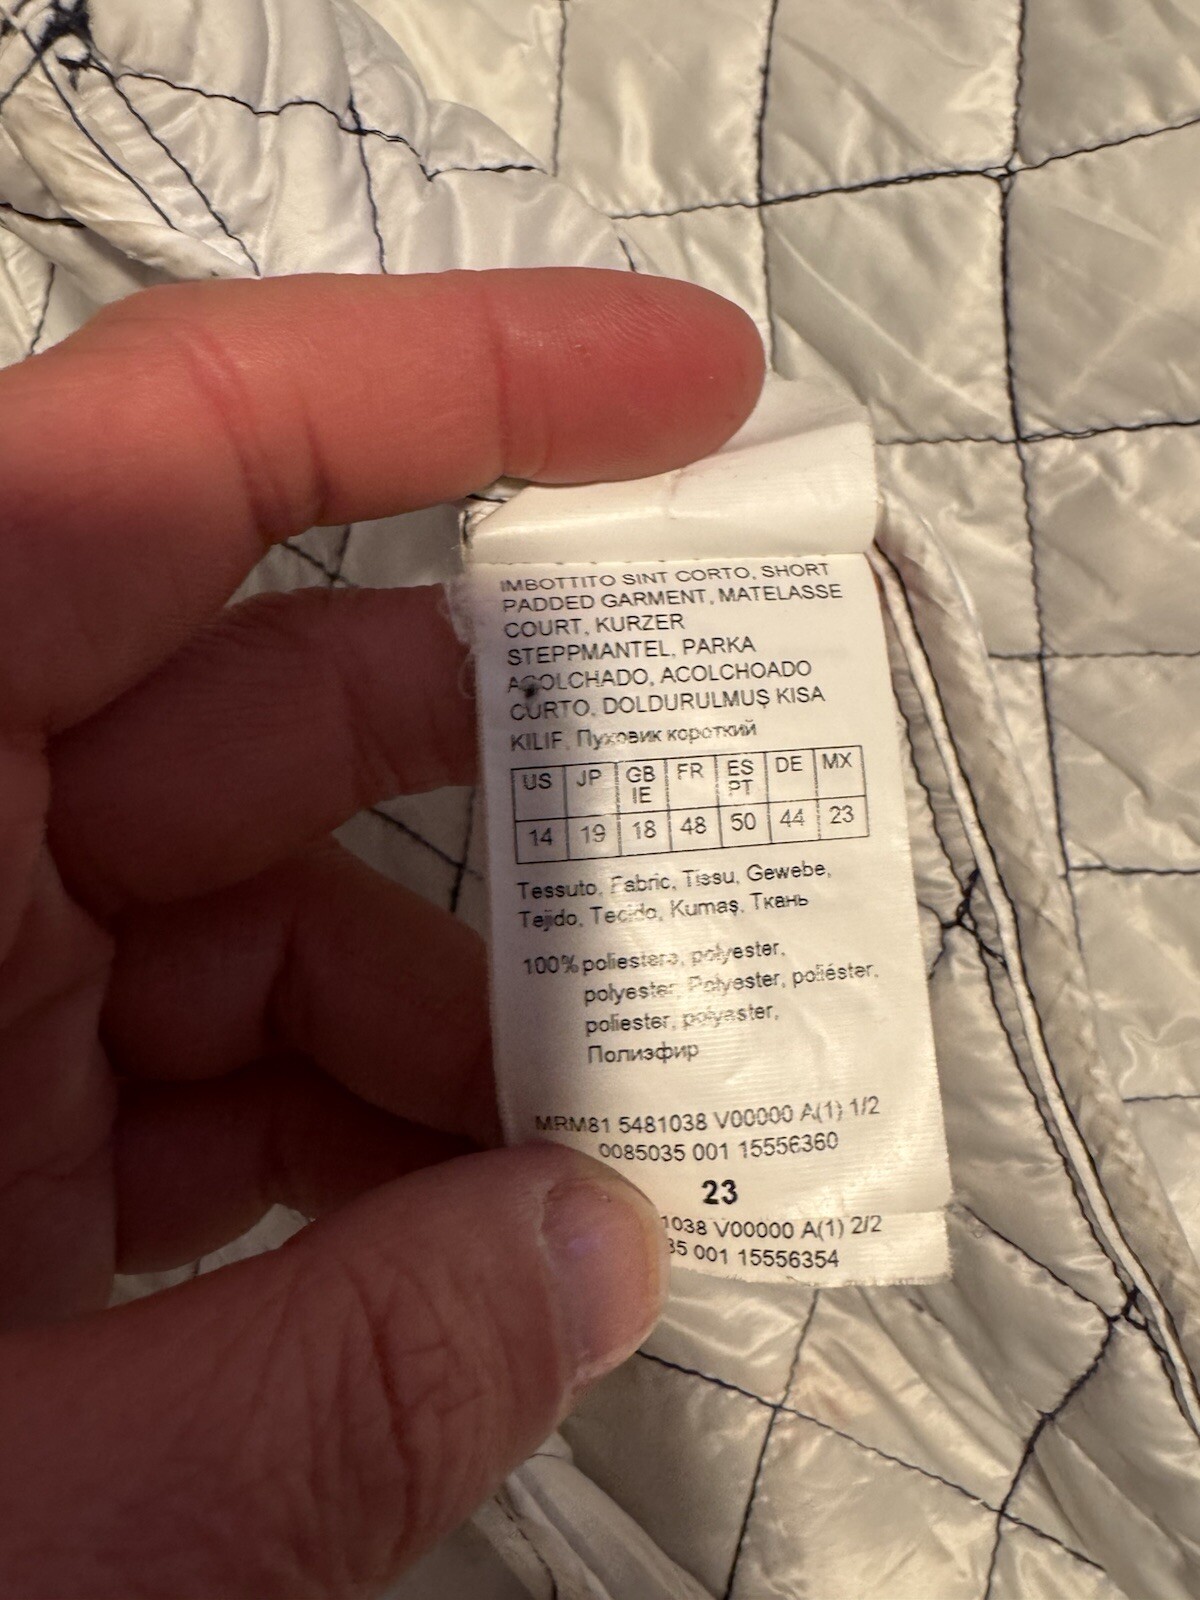 IMBOTTITO SINT CORTO, SHORT
PADDED GARMENT, MATELASSE
COURT, KURZER
STEPPMANTEL, PARKA
ACOLCHADO, ACOLCHOADO
CURTO, DOLDURULMUŞ KISA
KILIF, Пуховик короткий
US JP GB IE FR ES PT DE MX
14 19 18 48 50 44 23
Tessuto, Fabric, Tissu, Gewebe,
Tejido, Tecido, Kumaş, Ткань
100% poliestere, polyester,
polyester, Polyester, poliéster,
poliester, polyester,
Полиэфир
MRM81 5481038 V00000 A(1) 1/2
0085035 001 15556360
23
1038 V00000 A(1) 2/2
35 001 15556354